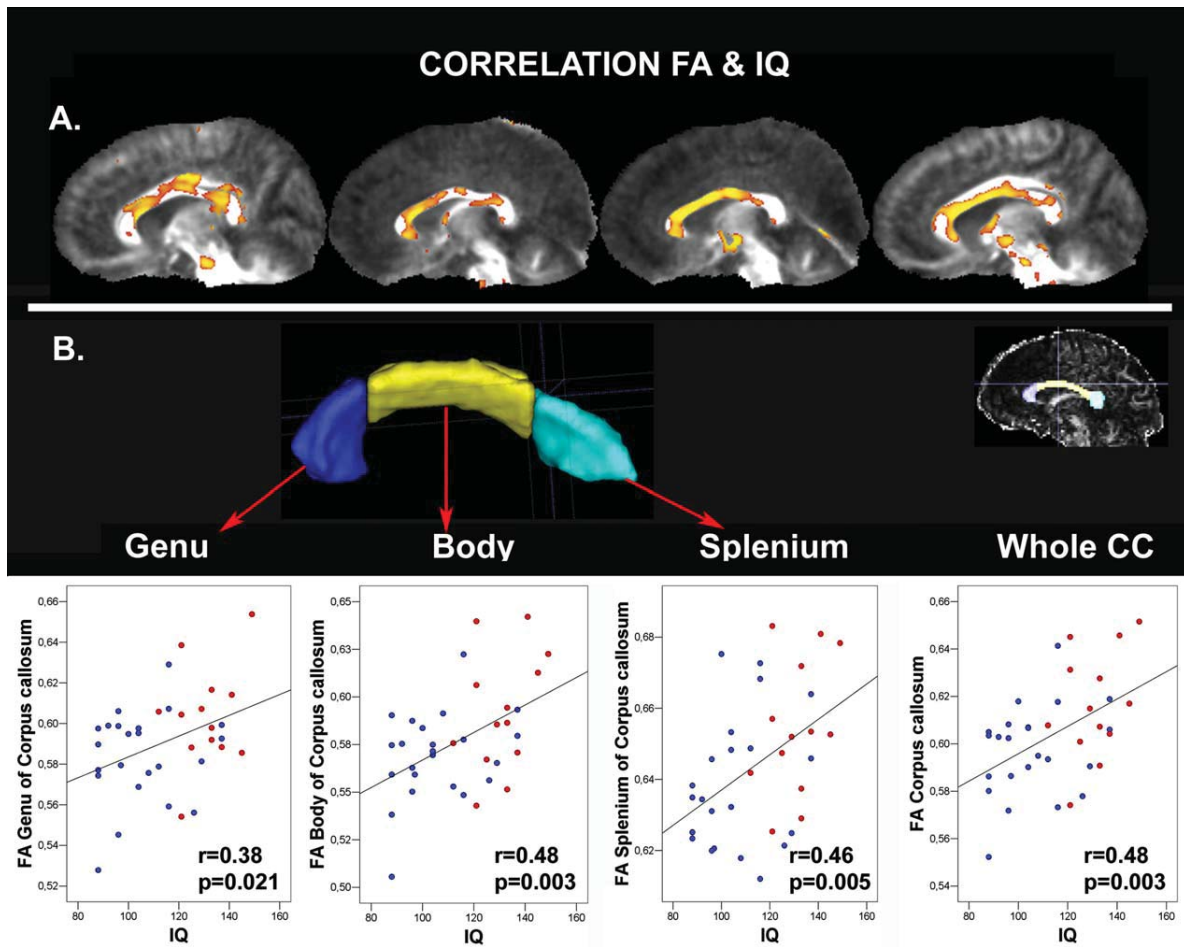 CORRELATION FA & IQ
A.
B.
Genu
Body
Splenium
Whole CC
FA Genu of Corpus callosum
0,66
0,64
0,62
0,60
0,58
0,56
0,54
0,52
80 100 120 140 160
IQ
r=0.38
p=0.021
FA Body of Corpus callosum
0,65
0,60
0,58
0,55
0,52
0,50
80 100 120 140 160
IQ
r=0.48
p=0.003
FA Splenium of Corpus callosum
0,68
0,66
0,64
0,62
80 100 120 140 160
IQ
r=0.46
p=0.005
FA Corpus callosum
0,66
0,64
0,62
0,60
0,58
0,56
0,54
80 100 120 140 160
IQ
r=0.48
p=0.003